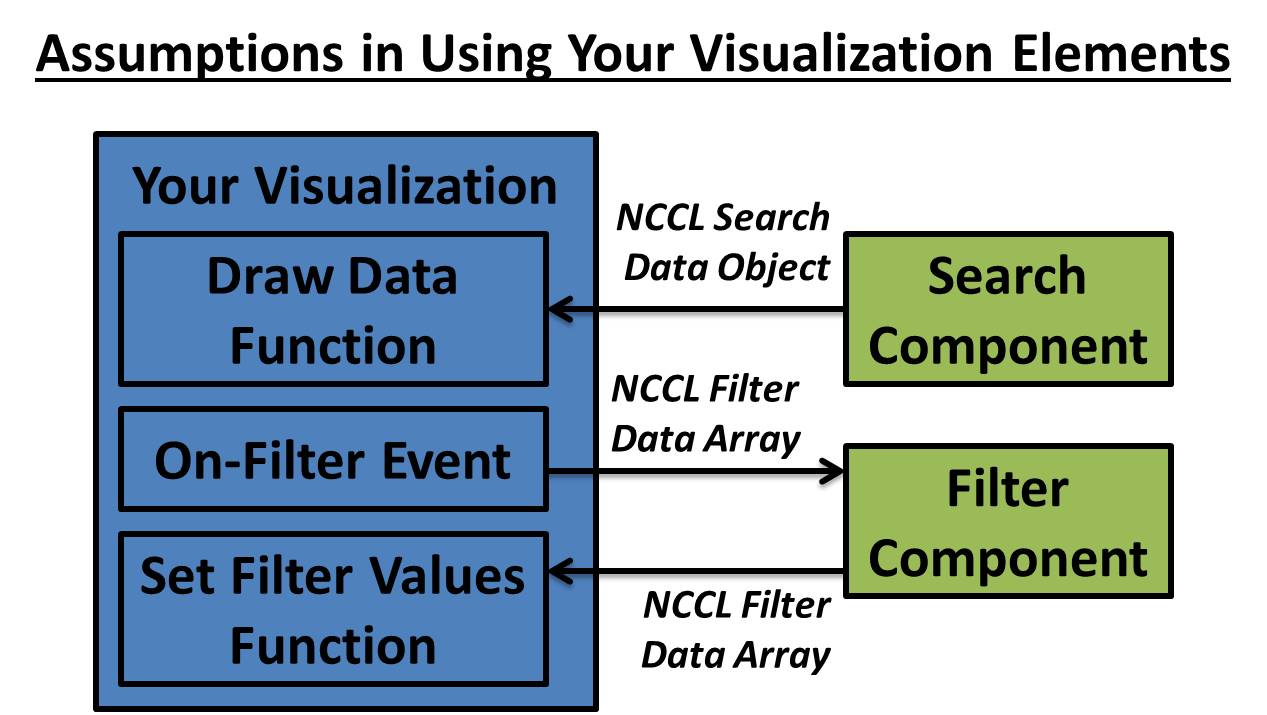 Assumptions in Using Your Visualization Elements
Your Visualization
Draw Data
Function
NCCL Search
Data Object
Search
Component
On-Filter Event
NCCL Filter
Data Array
Filter
Component
Set Filter Values
Function
NCCL Filter
Data Array